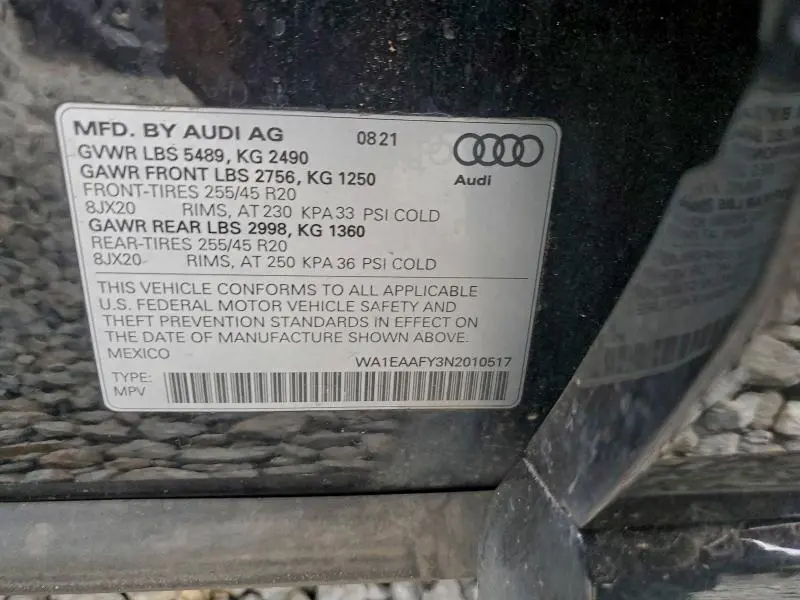 MFD. BY AUDI AG 0821
GVWR LBS 5489, KG 2490
GAWR FRONT LBS 2756, KG 1250
FRONT-TIRES 255/45 R20
8JX20 RIMS, AT 230 KPA 33 PSI COLD
GAWR REAR LBS 2998, KG 1360
REAR-TIRES 255/45 R20
8JX20 RIMS, AT 250 KPA 36 PSI COLD
Audi
THIS VEHICLE CONFORMS TO ALL APPLICABLE
U.S. FEDERAL MOTOR VEHICLE SAFETY AND
THEFT PREVENTION STANDARDS IN EFFECT ON
THE DATE OF MANUFACTURE SHOWN ABOVE.
MEXICO
WA1EAAFY3N2010517
TYPE:
MPV